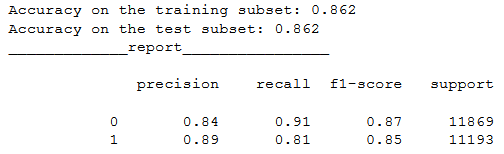 Accuracy on the training subset: 0.862
Accuracy on the test subset: 0.862
_____________report________________
precision recall f1-score support
0 0.84 0.91 0.87 11869
1 0.89 0.81 0.85 11193